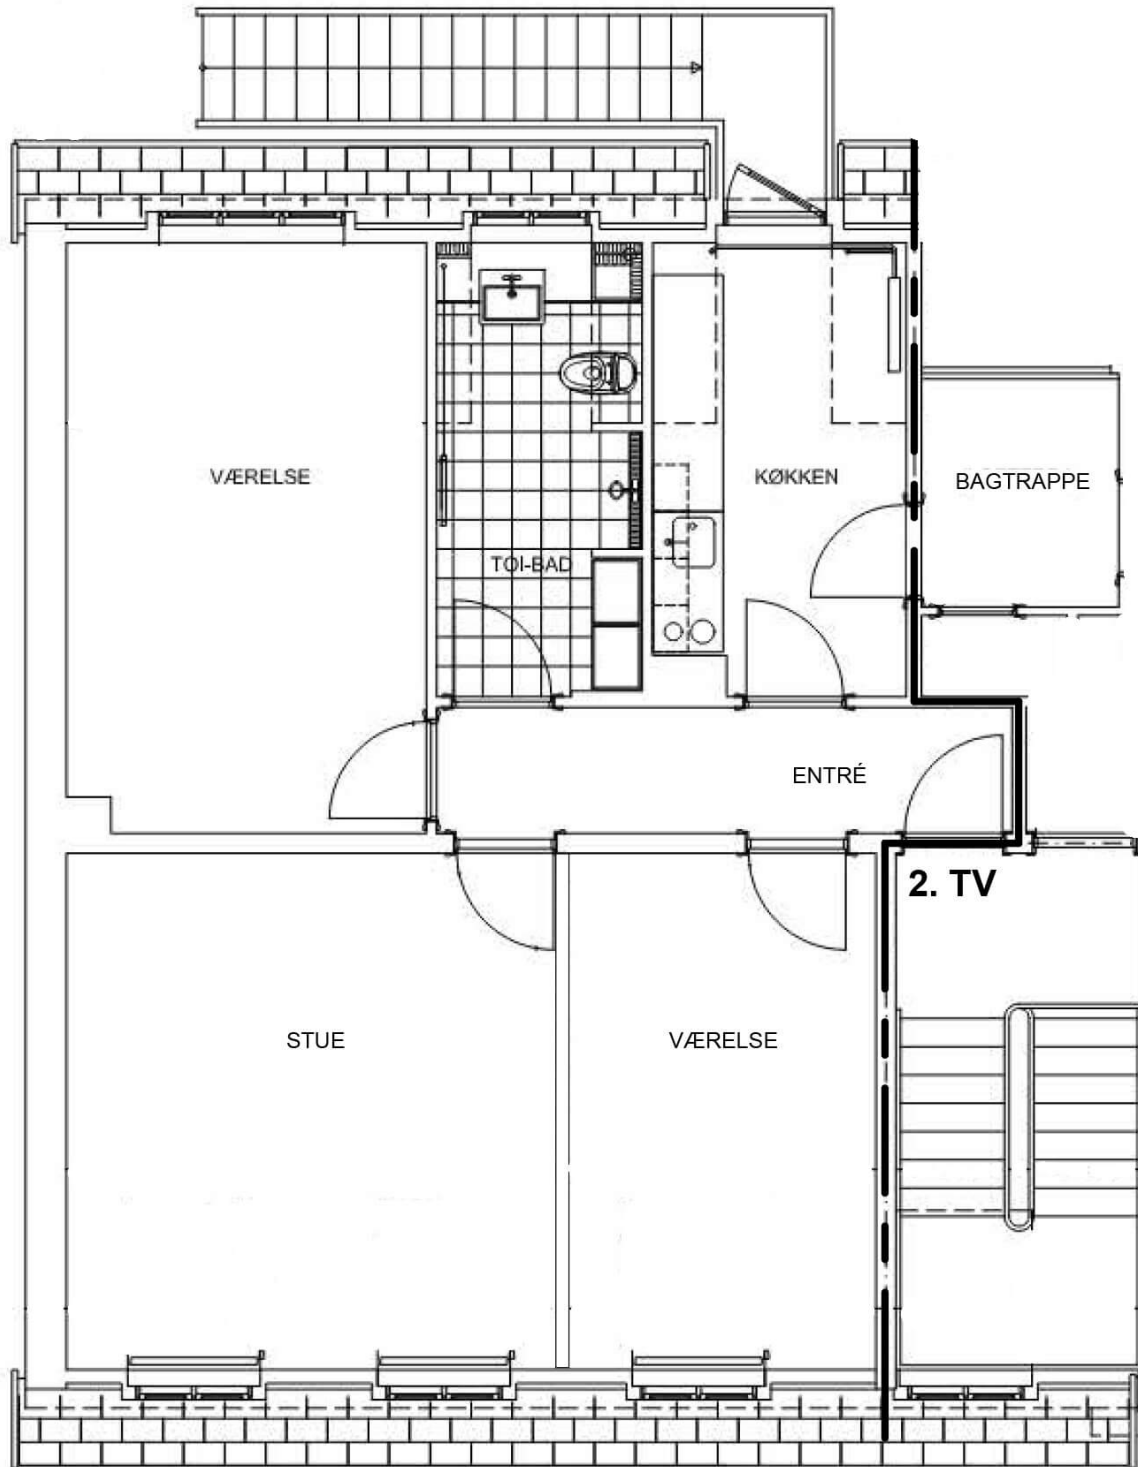 VÆRELSE
KØKKEN
BAGTRAPPE
TOI-BAD
ENTRÉ
2. TV
STUE
VÆRELSE